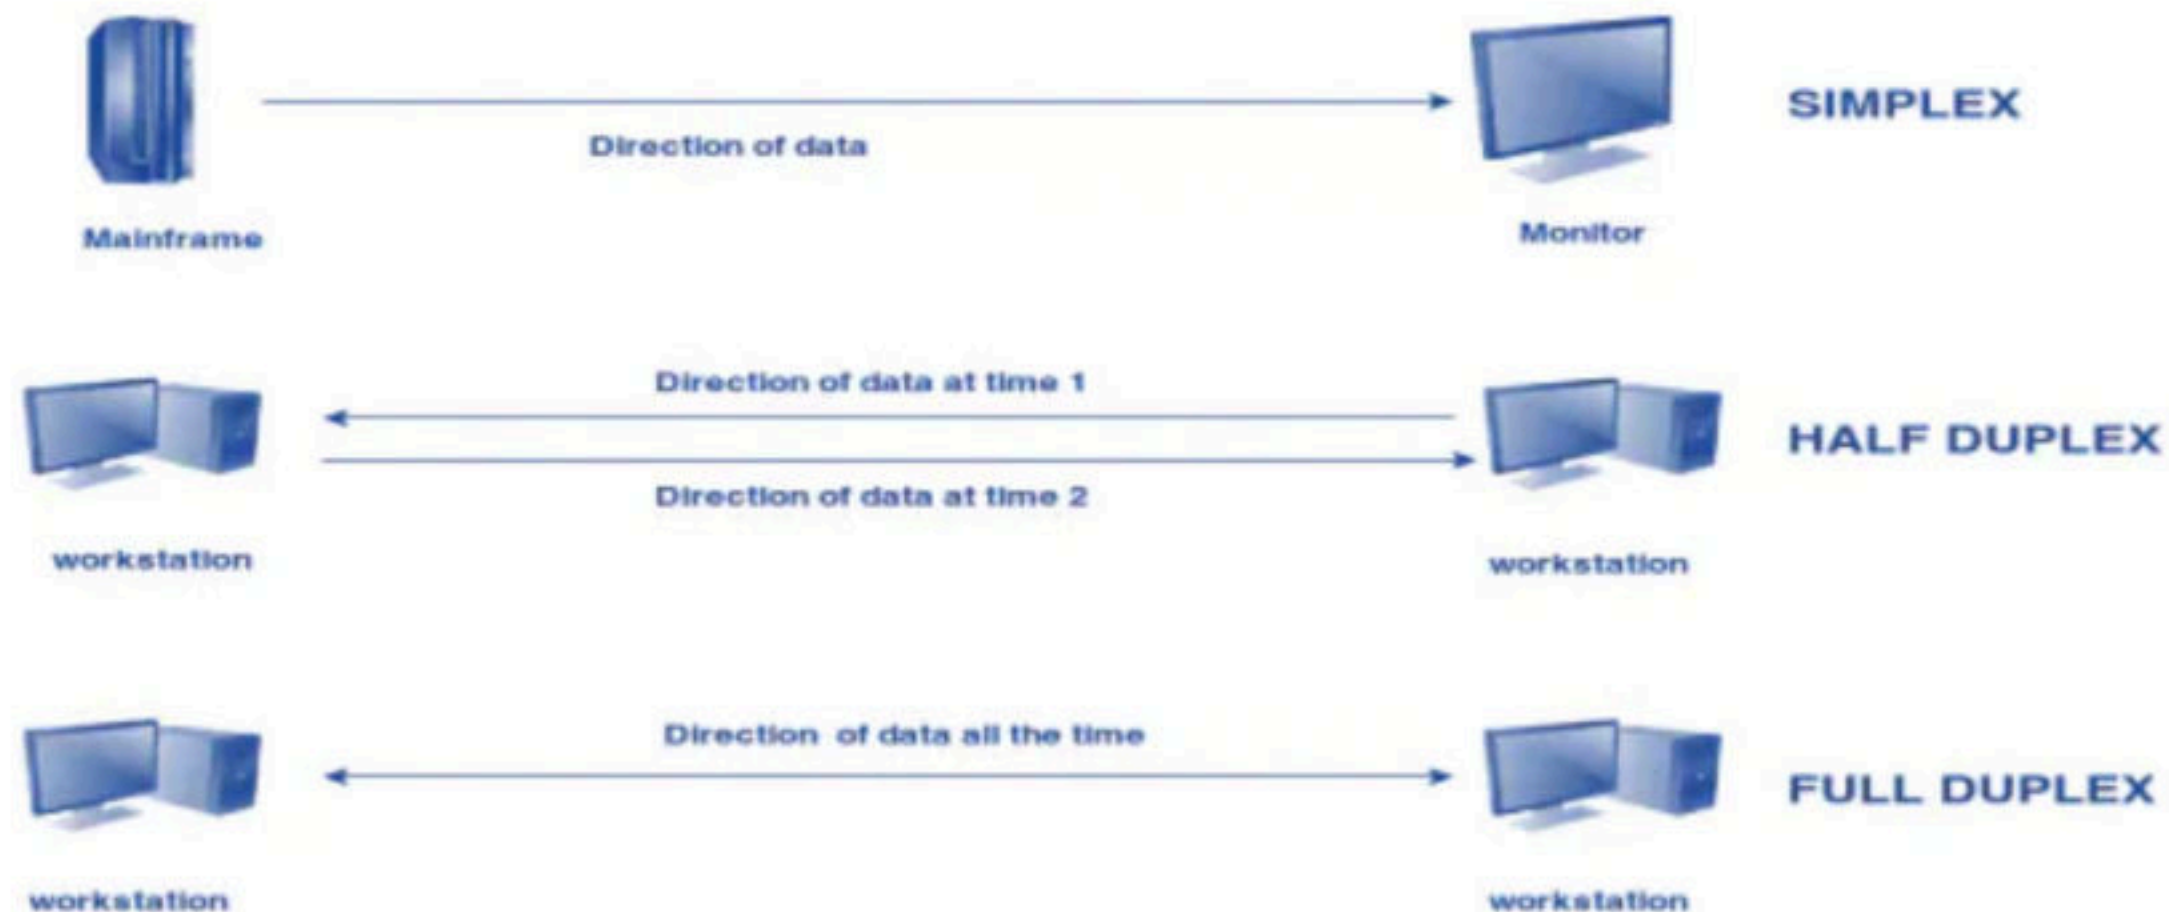 SIMPLEX
Direction of data
Mainframe
Monitor
Direction of data at time 1
HALF DUPLEX
Direction of data at time 2
workstation
workstation
Direction of data all the time
FULL DUPLEX
workstation
workstation